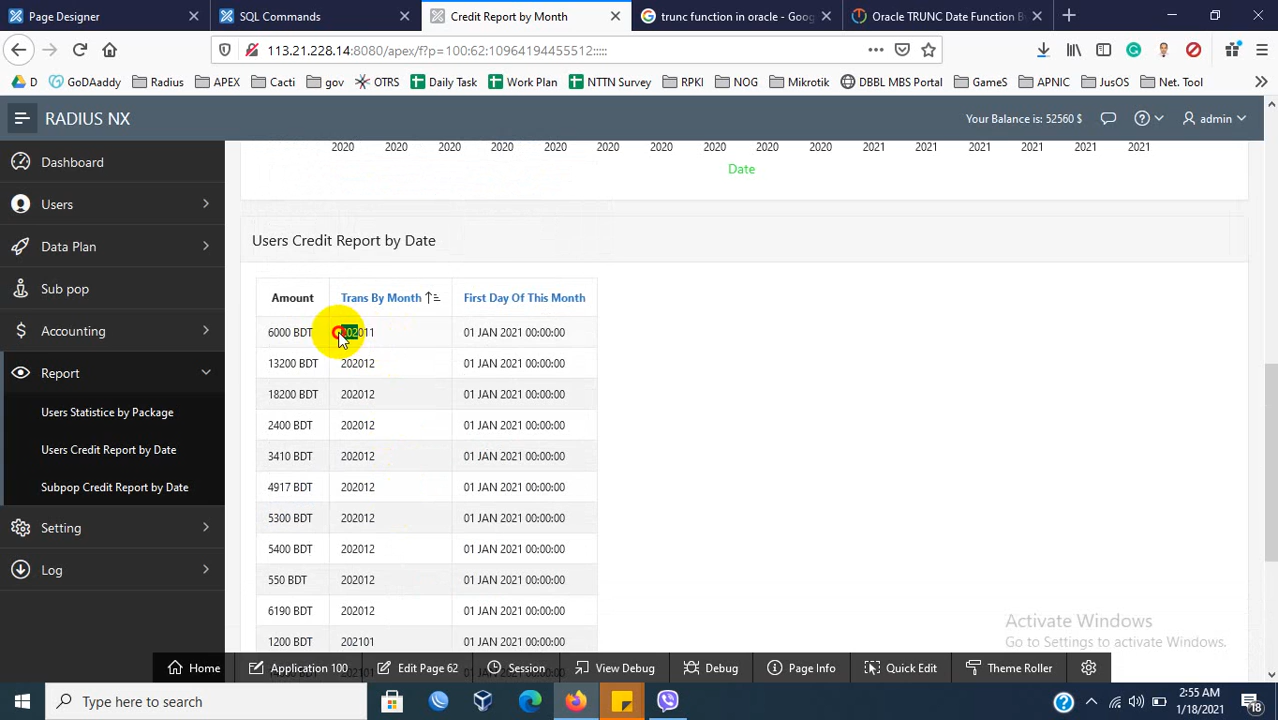 Page Designer
SQL Commands
Credit Report by Month
trunc function in oracle - Goog
Oracle TRUNC Date Function By
113.21.228.14:8080/apex/f?p=100:62:10964194455512:::::
D
GoDAaddy
Radius
APEX
Cacti
gov
OTRS
Daily Task
Work Plan
NTTN Survey
RPKI
NOG
Mikrotik
DBBL MBS Portal
GameS
APNIC
JusOS
Net. Tool
RADIUS NX
Your Balance is: 52560 $
admin
Dashboard
Users
Data Plan
Sub pop
Accounting
Report
Users Statistice by Package
Users Credit Report by Date
Subpop Credit Report by Date
Setting
Log
2020 2020 2020 2020 2020 2020 2020 2020 2020 2020 2020 2021 2021 2021 2021 2021
Date
Users Credit Report by Date
Amount Trans By Month First Day Of This Month
6000 BDT 202011 01 JAN 2021 00:00:00
13200 BDT 202012 01 JAN 2021 00:00:00
18200 BDT 202012 01 JAN 2021 00:00:00
2400 BDT 202012 01 JAN 2021 00:00:00
3410 BDT 202012 01 JAN 2021 00:00:00
4917 BDT 202012 01 JAN 2021 00:00:00
5300 BDT 202012 01 JAN 2021 00:00:00
5400 BDT 202012 01 JAN 2021 00:00:00
550 BDT 202012 01 JAN 2021 00:00:00
6190 BDT 202012 01 JAN 2021 00:00:00
1200 BDT 202101 01 JAN 2021 00:00:00
Activate Windows
Go to Settings to activate Windows.
Home
Application 100
Edit Page 62
Session
View Debug
Debug
Page Info
Quick Edit
Theme Roller
Type here to search
2:55 AM
1/18/2021
18